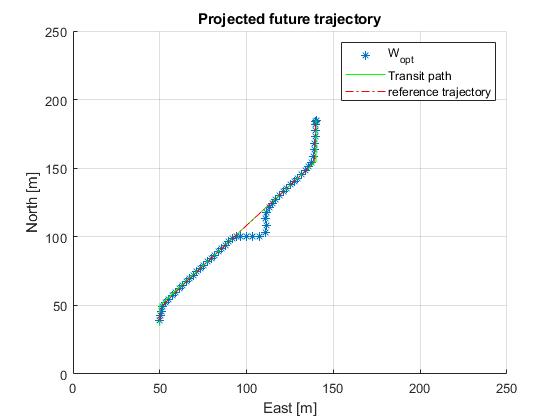 Projected future trajectory
W_opt
Transit path
reference trajectory
North [m]
250
200
150
100
50
0
0 50 100 150 200 250
East [m]